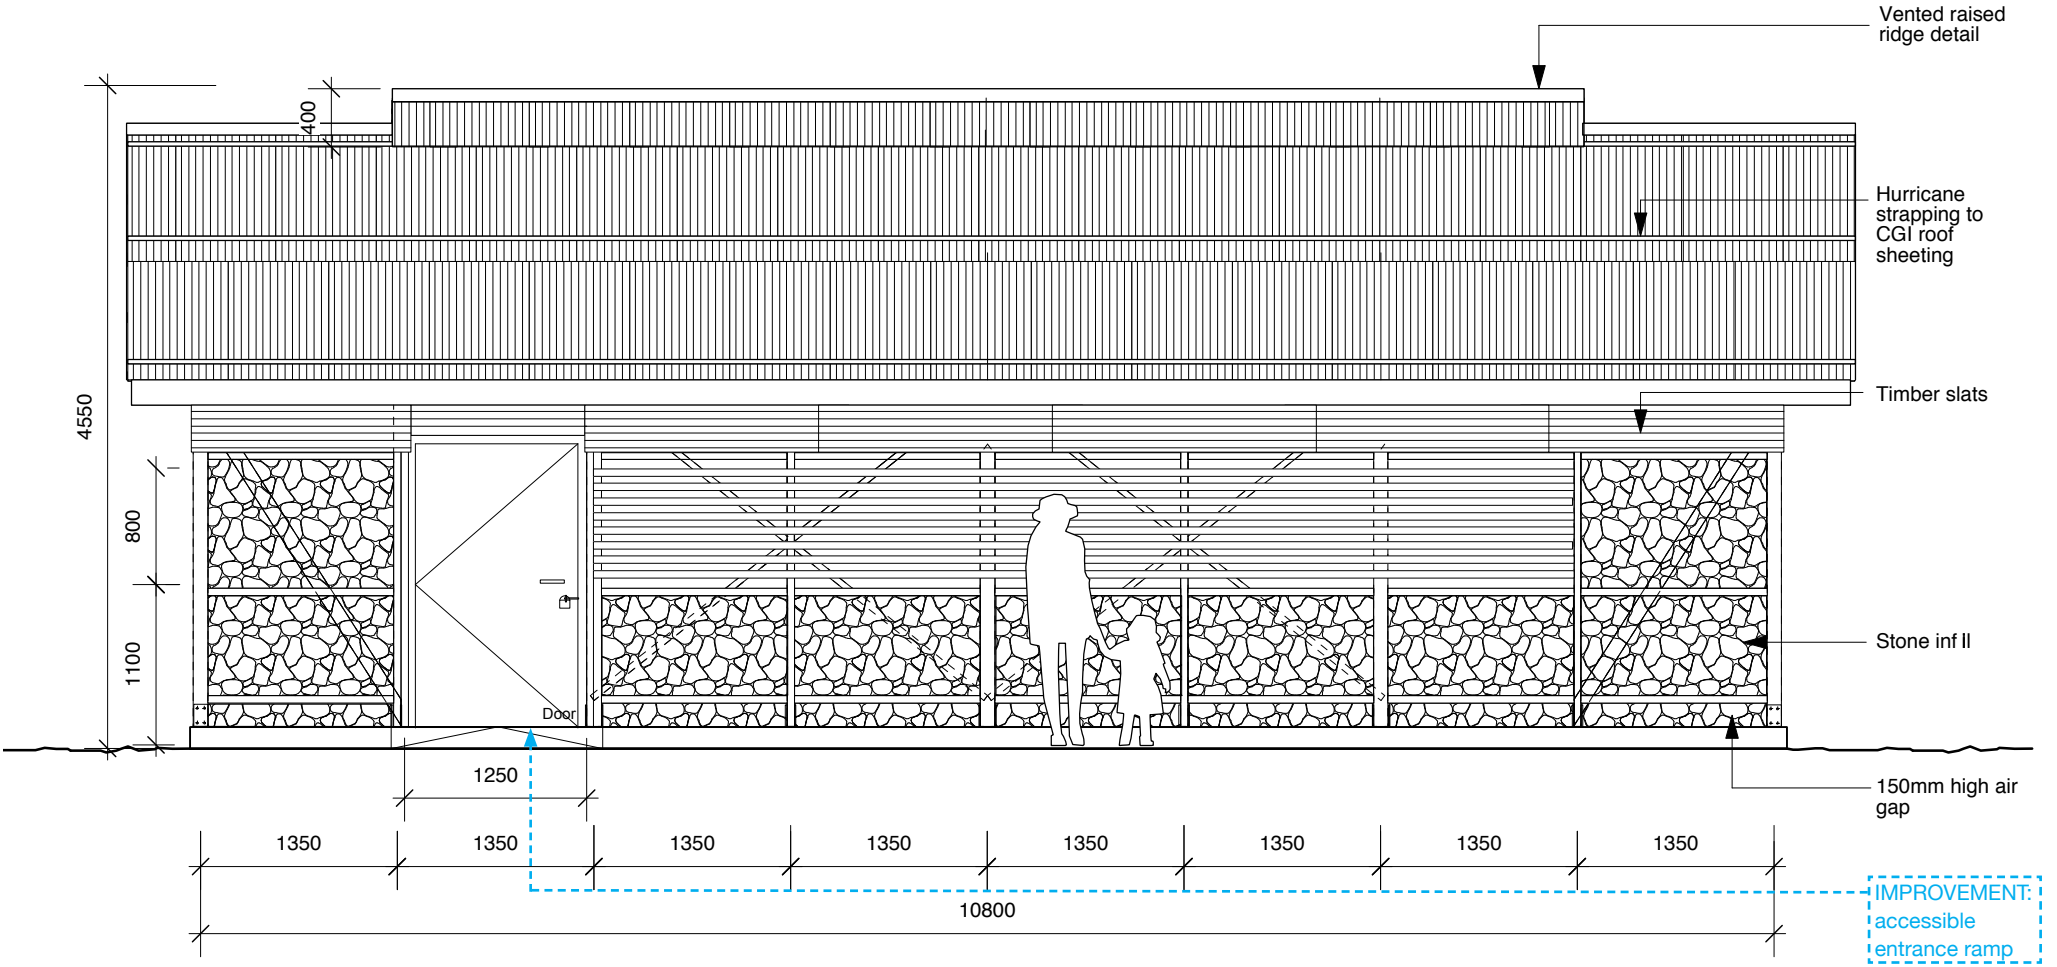 Vented raised
ridge detail
400
Hurricane
strapping to
CGI roof
sheeting
Timber slats
4550
800
1100
Stone inf ll
Door
1250
150mm high air
gap
1350 1350 1350 1350 1350 1350 1350 1350
10800
IMPROVEMENT:
accessible
entrance ramp